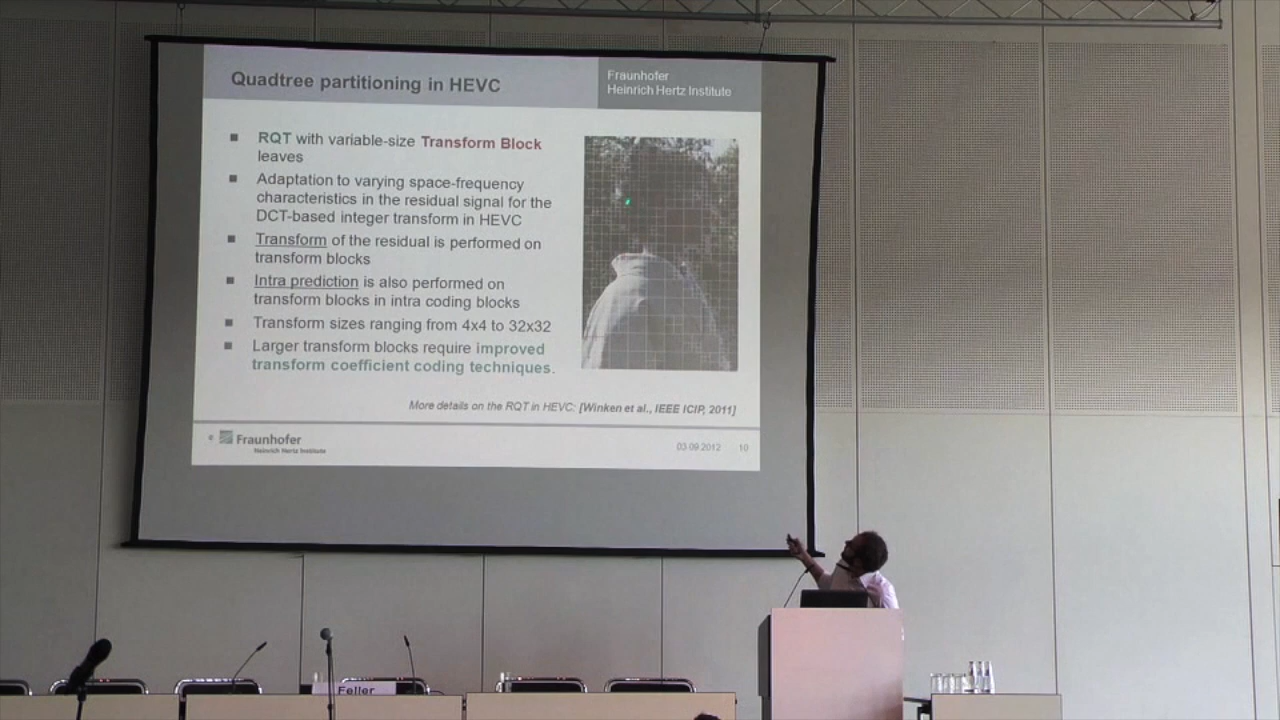 Quadtree partitioning in HEVC
Fraunhofer
Heinrich Hertz Institute
RQT with variable-size Transform Block
leaves
Adaptation to varying space-frequency
characteristics in the residual signal for the
DCT-based integer transform in HEVC
Transform of the residual is performed on
transform blocks
Intra prediction is also performed on
transform blocks in intra coding blocks
Transform sizes ranging from 4x4 to 32x32
Larger transform blocks require improved
transform coefficient coding techniques.
More details on the RQT in HEVC: [Winken et al., IEEE ICIP, 2011]
Fraunhofer
Heinrich Hertz Institute
03.09.2012 10
Feller